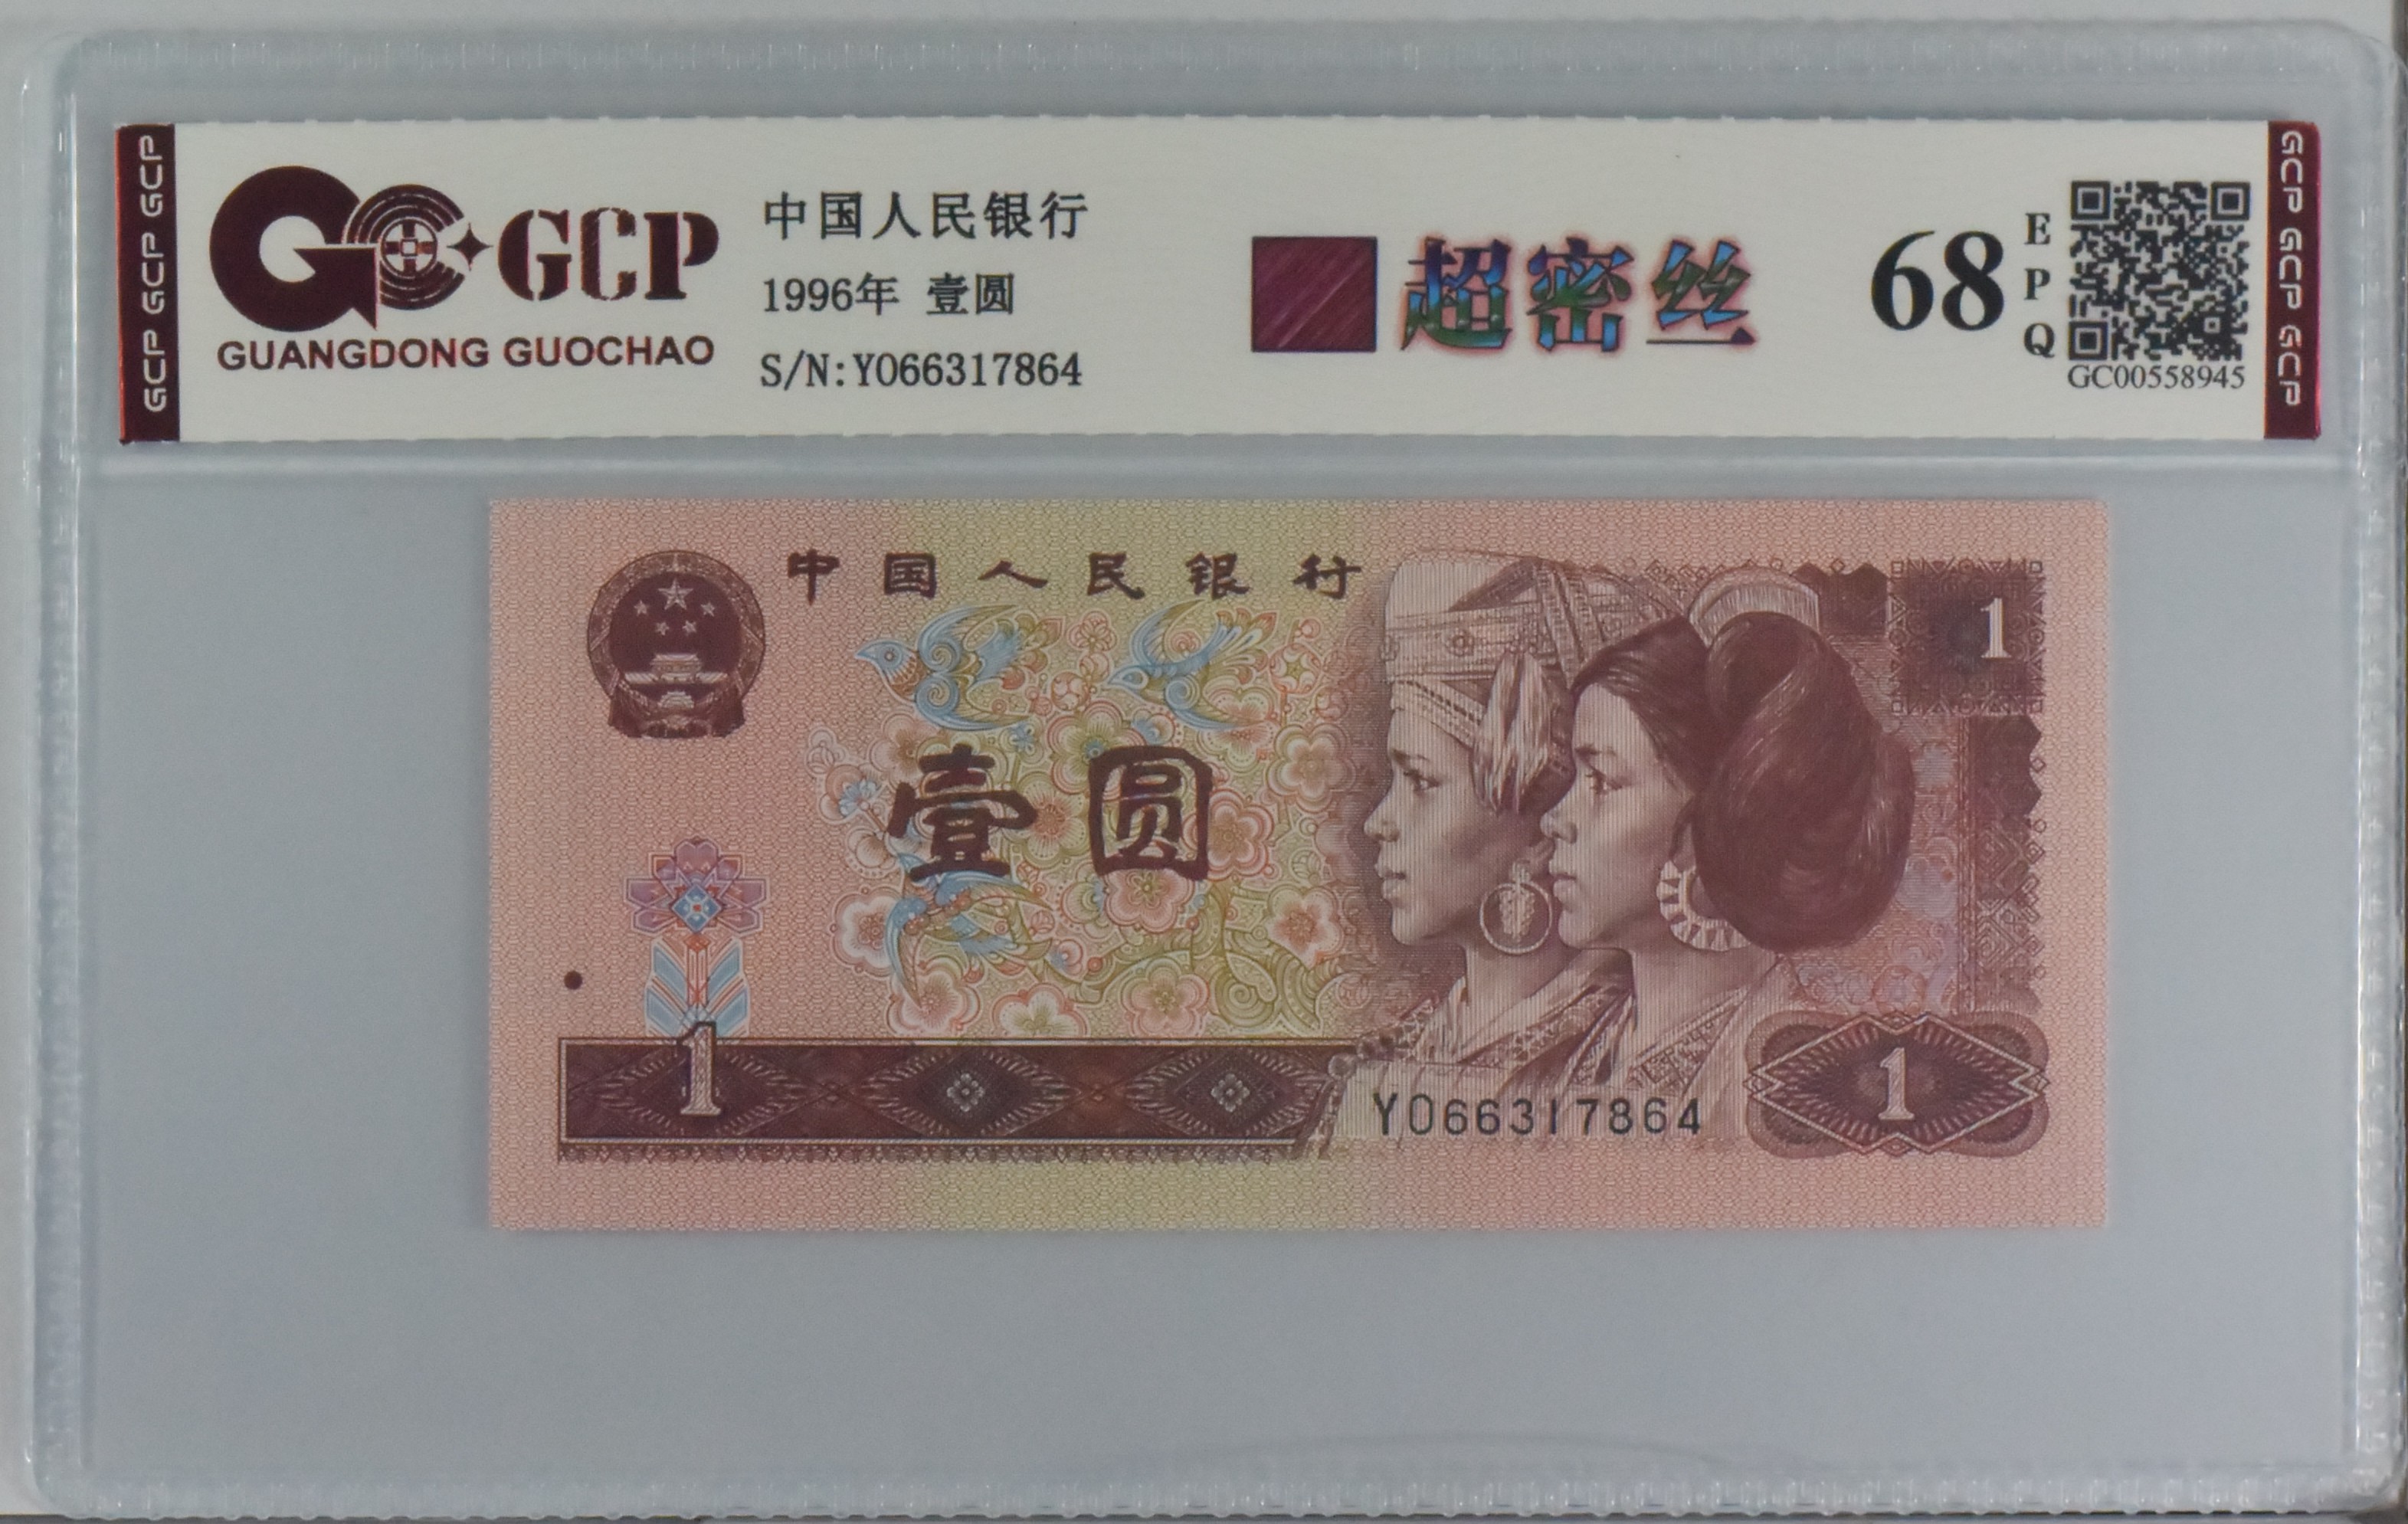 GCP GCP GCP
GCP
GUANGDONG GUOCHAO
中国人民银行
1996年 壹圆
S/N:Y066317864
超密丝
68
E
P
Q
GC00558945
GCP GCP GCP
中国人民银行
1
壹圆
1
Y066317864
1